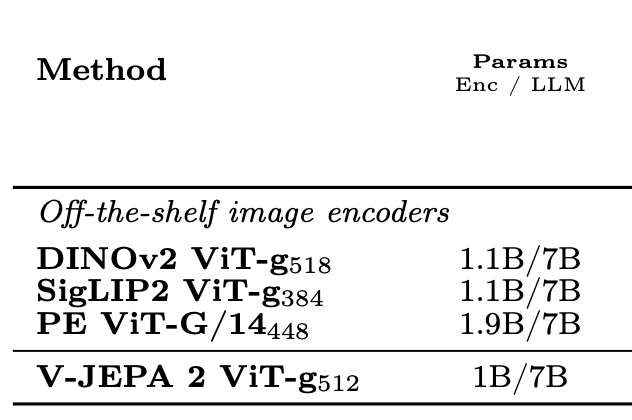 Method Params
Enc / LLM
Off-the-shelf image encoders
DINOv2 ViT-g518 1.1B/7B
SigLIP2 ViT-g384 1.1B/7B
PE ViT-G/14448 1.9B/7B
V-JEPA 2 ViT-g512 1B/7B